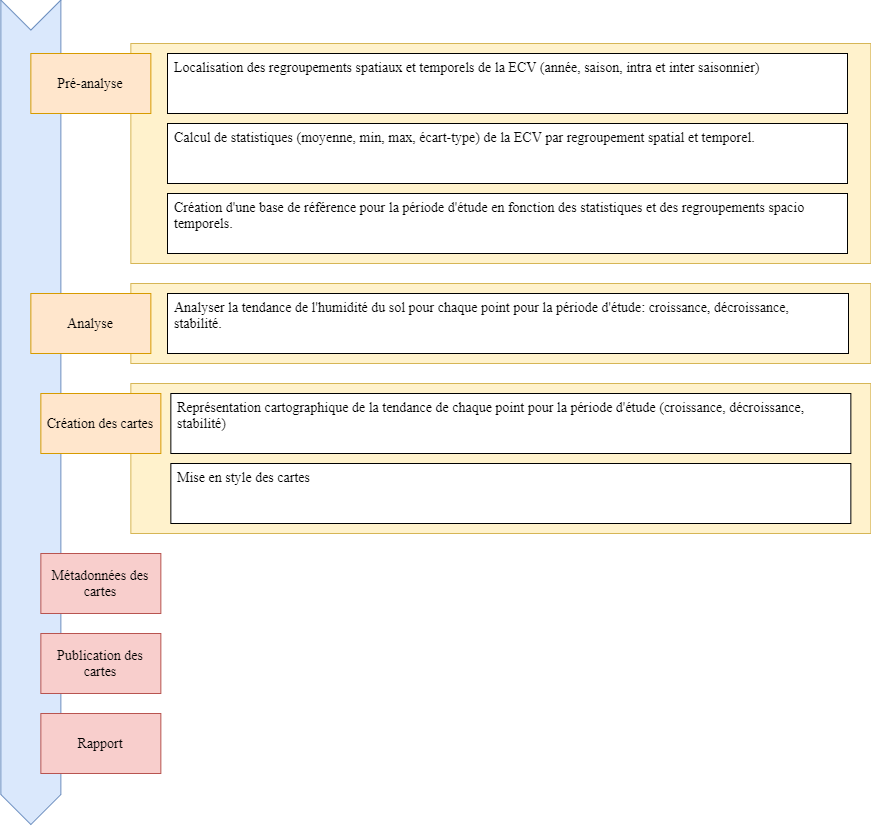 Pré-analyse
Localisation des regroupements spatiaux et temporels de la ECV (année, saison, intra et inter saisonnier)
Calcul de statistiques (moyenne, min, max, écart-type) de la ECV par regroupement spatial et temporel.
Création d'une base de référence pour la période d'étude en fonction des statistiques et des regroupements spacio
temporels.
Analyse
Analyser la tendance de l'humidité du sol pour chaque point pour la période d'étude: croissance, décroissance,
stabilité.
Création des cartes
Représentation cartographique de la tendance de chaque point pour la période d'étude (croissance, décroissance,
stabilité)
Mise en style des cartes
Métadonnées des
cartes
Publication des
cartes
Rapport